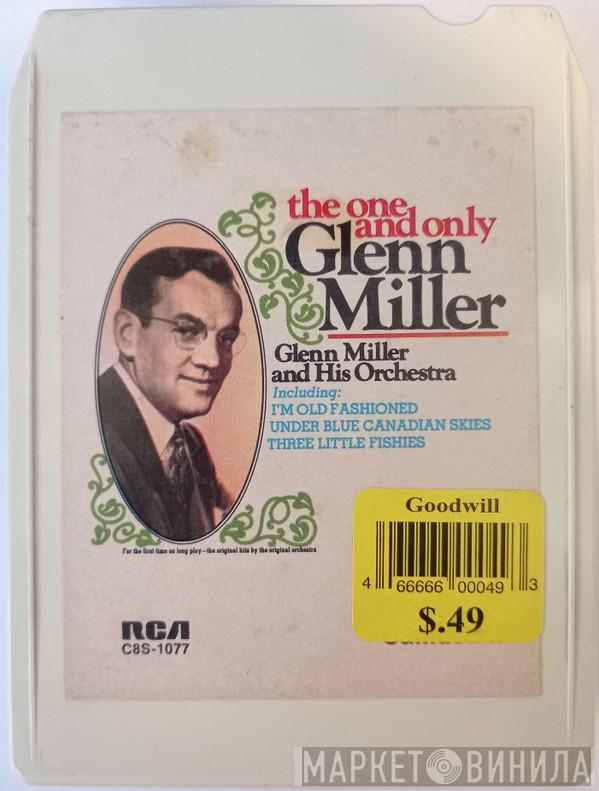 the one
and only
Glenn
Miller
Glenn Miller
and His Orchestra
Including:
I'M OLD FASHIONED
UNDER BLUE CANADIAN SKIES
THREE LITTLE FISHIES
For the first time on long play—the original hits by the original orchestra
Goodwill
4 66666 00049 3
$.49
RCA
C8S-1077
МАРКЕТ ВИНИЛА